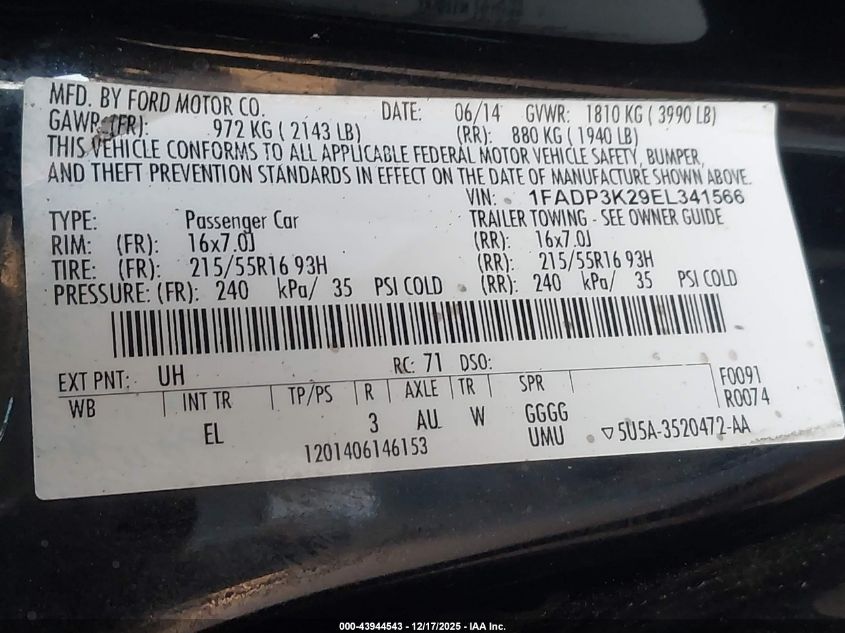 MFD. BY FORD MOTOR CO. DATE: 06/14 GVWR: 1810 KG ( 3990 LB)
GAWR (FR): 972 KG ( 2143 LB) (RR): 880 KG ( 1940 LB)
THIS VEHICLE CONFORMS TO ALL APPLICABLE FEDERAL MOTOR VEHICLE SAFETY, BUMPER,
AND THEFT PREVENTION STANDARDS IN EFFECT ON THE DATE OF MANUFACTURE SHOWN ABOVE.
VIN: 1FADP3K29EL341566
TYPE: Passenger Car TRAILER TOWING - SEE OWNER GUIDE
RIM: (FR): 16x7.0J (RR): 16x7.0J
TIRE: (FR): 215/55R16 93H (RR): 215/55R16 93H
PRESSURE: (FR): 240 kPa/ 35 PSI COLD (RR): 240 kPa/ 35 PSI COLD
EXT PNT: UH RC: 71 DSO:
WB INT TR TP/PS R AXLE TR SPR F0091
R0074
EL 3 AU W GGGG
UMU ▽5U5A-3520472-AA
1201406146153
000-43944543 - 12/17/2025 - IAA Inc.